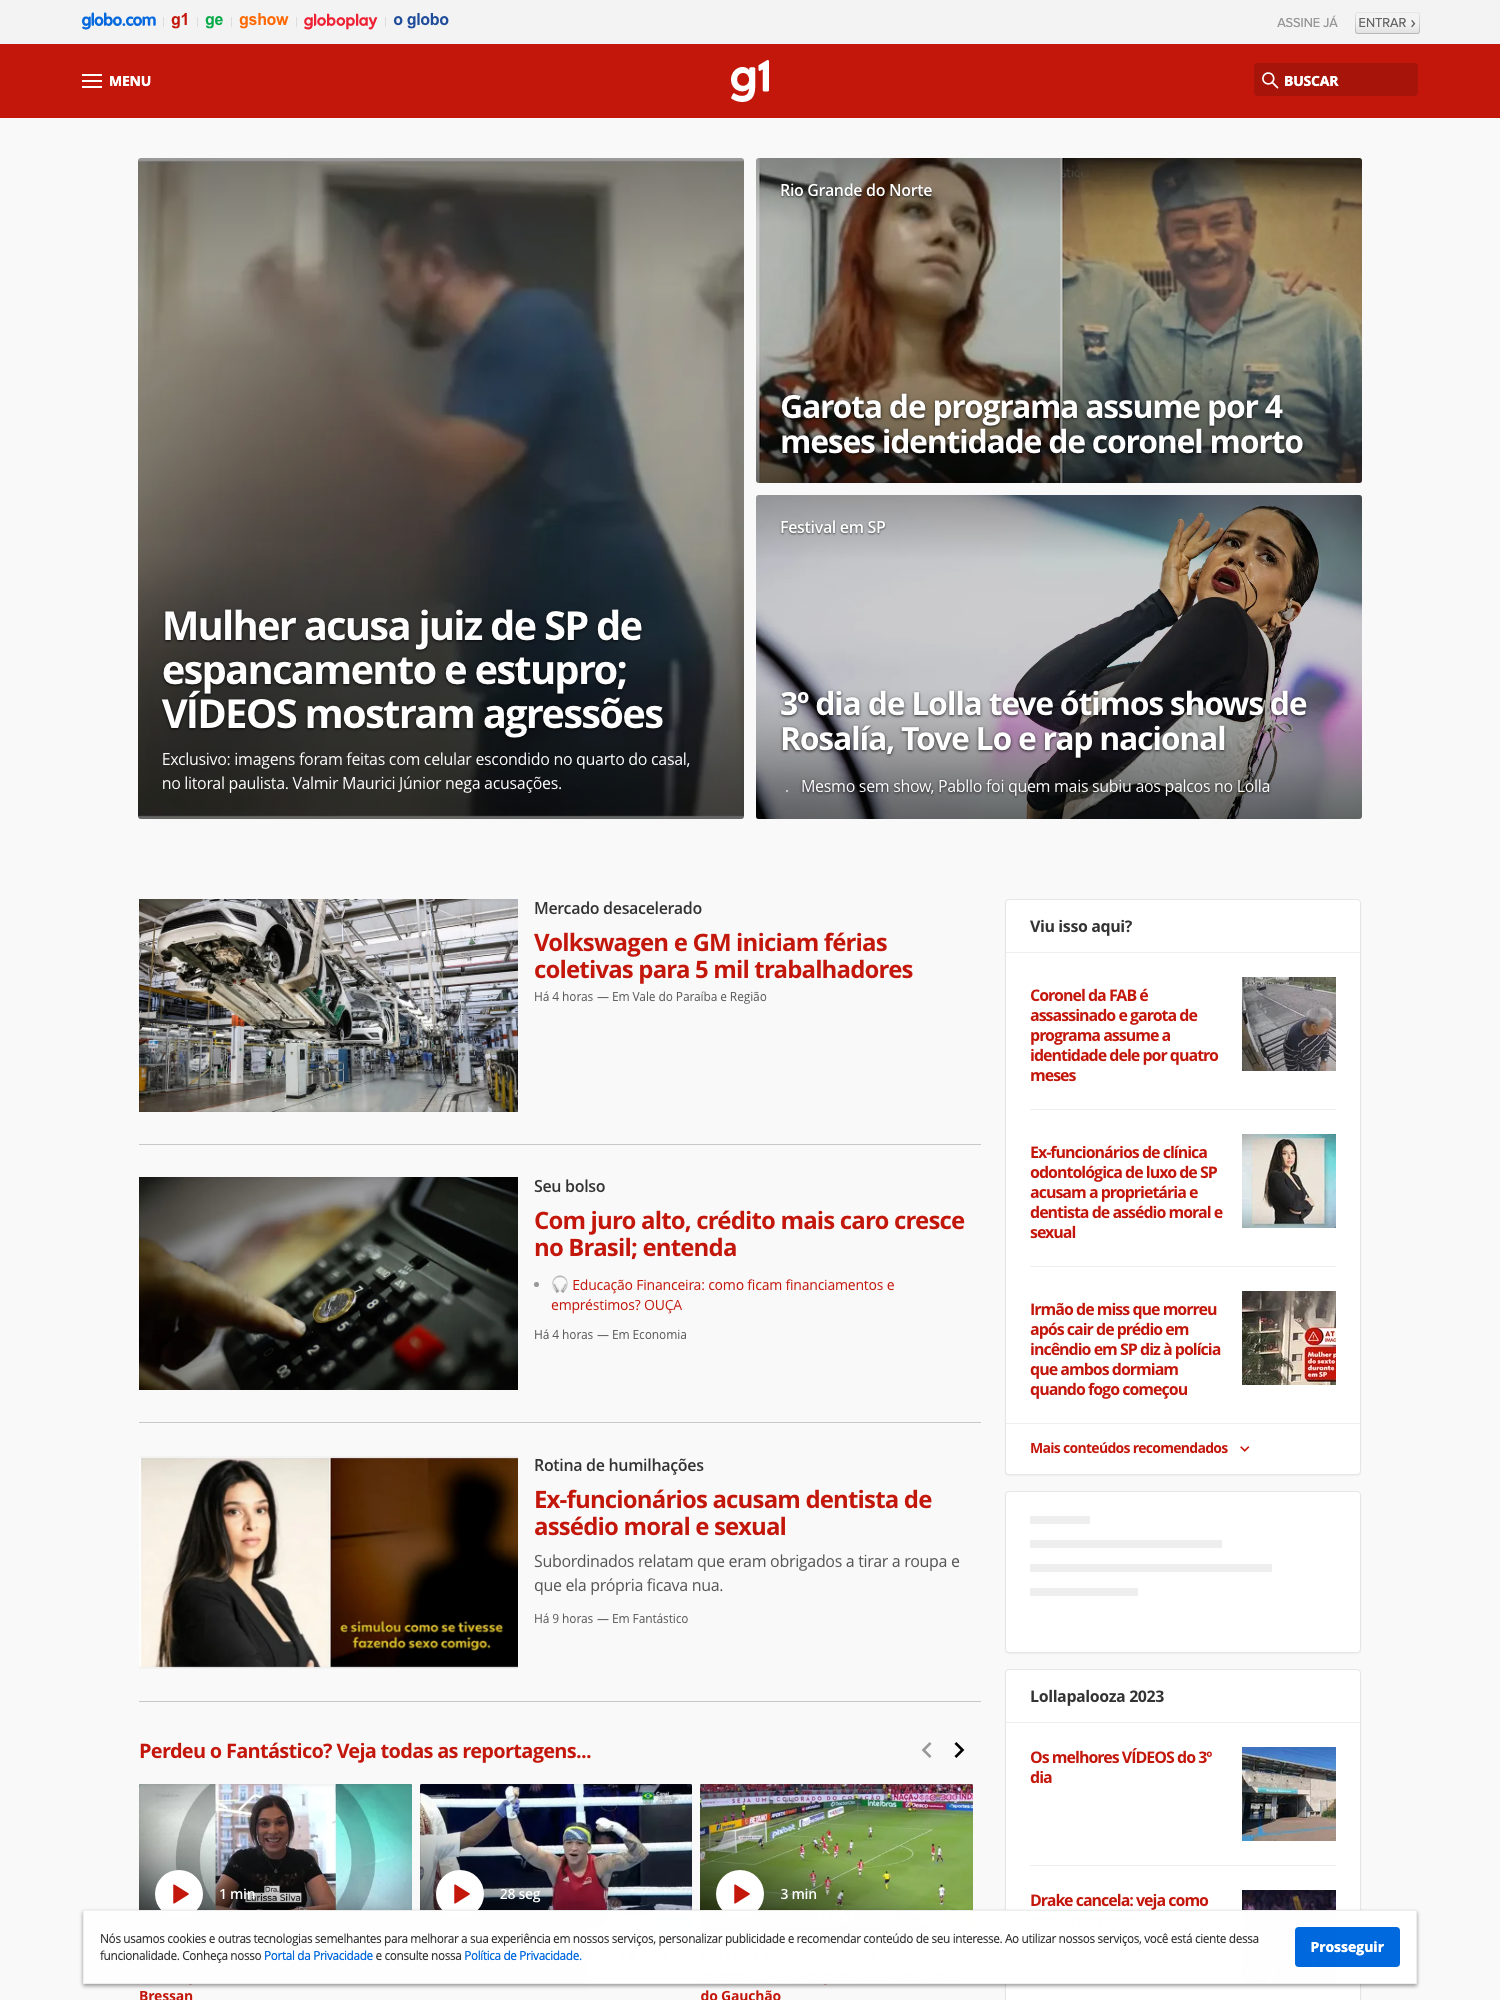 globo.com g1 ge gshow globoplay o globo
ASSINE JÁ ENTRAR ›
MENU
g1
BUSCAR
Mulher acusa juiz de SP de
espancamento e estupro;
VÍDEOS mostram agressões
Exclusivo: imagens foram feitas com celular escondido no quarto do casal,
no litoral paulista. Valmir Maurici Júnior nega acusações.
Rio Grande do Norte
Garota de programa assume por 4
meses identidade de coronel morto
Festival em SP
3º dia de Lolla teve ótimos shows de
Rosalía, Tove Lo e rap nacional
. Mesmo sem show, Pabllo foi quem mais subiu aos palcos no Lolla
Mercado desacelerado
Volkswagen e GM iniciam férias
coletivas para 5 mil trabalhadores
Há 4 horas — Em Vale do Paraíba e Região
Seu bolso
Com juro alto, crédito mais caro cresce
no Brasil; entenda
Educação Financeira: como ficam financiamentos e
empréstimos? OUÇA
Há 4 horas — Em Economia
e simulou como se tivesse
fazendo sexo comigo.
Rotina de humilhações
Ex-funcionários acusam dentista de
assédio moral e sexual
Subordinados relatam que eram obrigados a tirar a roupa e
que ela própria ficava nua.
Há 9 horas — Em Fantástico
Perdeu o Fantástico? Veja todas as reportagens...
1 min
Dra.
Larissa Silva
28 seg
SEJA UM COLORADO DO CORAÇÃO
intelbras
pixbet
3 min
Bressan
do Gauchão
Viu isso aqui?
Coronel da FAB é
assassinado e garota de
programa assume a
identidade dele por quatro
meses
Ex-funcionários de clínica
odontológica de luxo de SP
acusam a proprietária e
dentista de assédio moral e
sexual
Irmão de miss que morreu
após cair de prédio em
incêndio em SP diz à polícia
que ambos dormiam
quando fogo começou
Mulher
do sexto
durante
em SP
Mais conteúdos recomendados
Lollapalooza 2023
Os melhores VÍDEOS do 3º
dia
Drake cancela: veja como
Nós usamos cookies e outras tecnologias semelhantes para melhorar a sua experiência em nossos serviços, personalizar publicidade e recomendar conteúdo de seu interesse. Ao utilizar nossos serviços, você está ciente dessa
funcionalidade. Conheça nosso Portal da Privacidade e consulte nossa Política de Privacidade.
Prosseguir